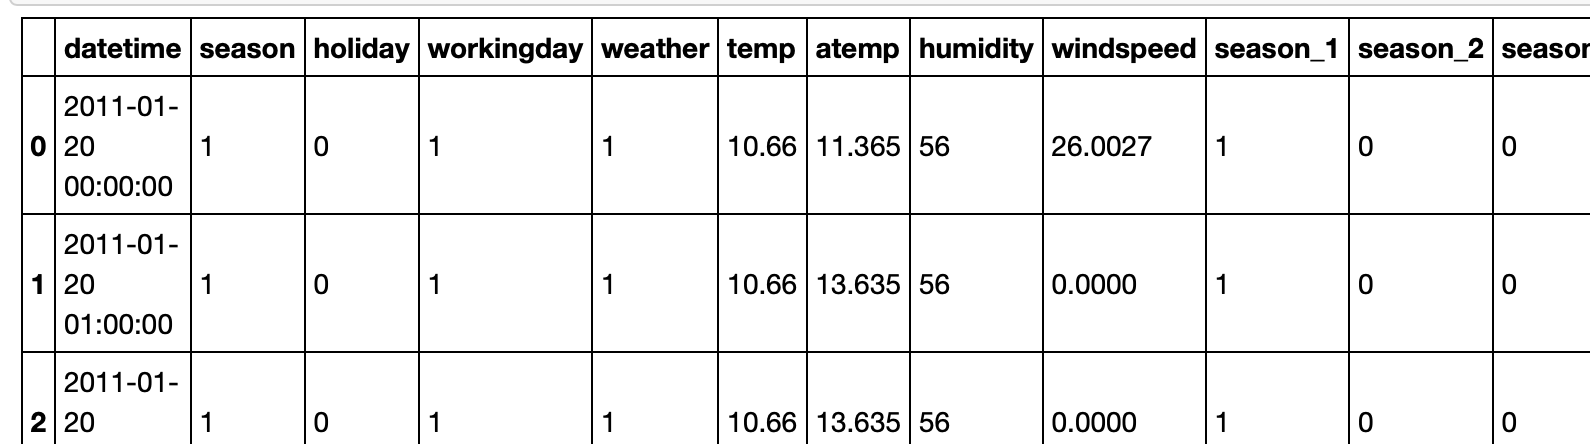 datetime season holiday workingday weather temp atemp humidity windspeed season_1 season_2
2011-01-
0 20 1 0 1 1 10.66 11.365 56 26.0027 1 0 0
00:00:00
2011-01-
1 20 1 0 1 1 10.66 13.635 56 0.0000 1 0 0
01:00:00
2011-01-
2 20 1 0 1 1 10.66 13.635 56 0.0000 1 0 0